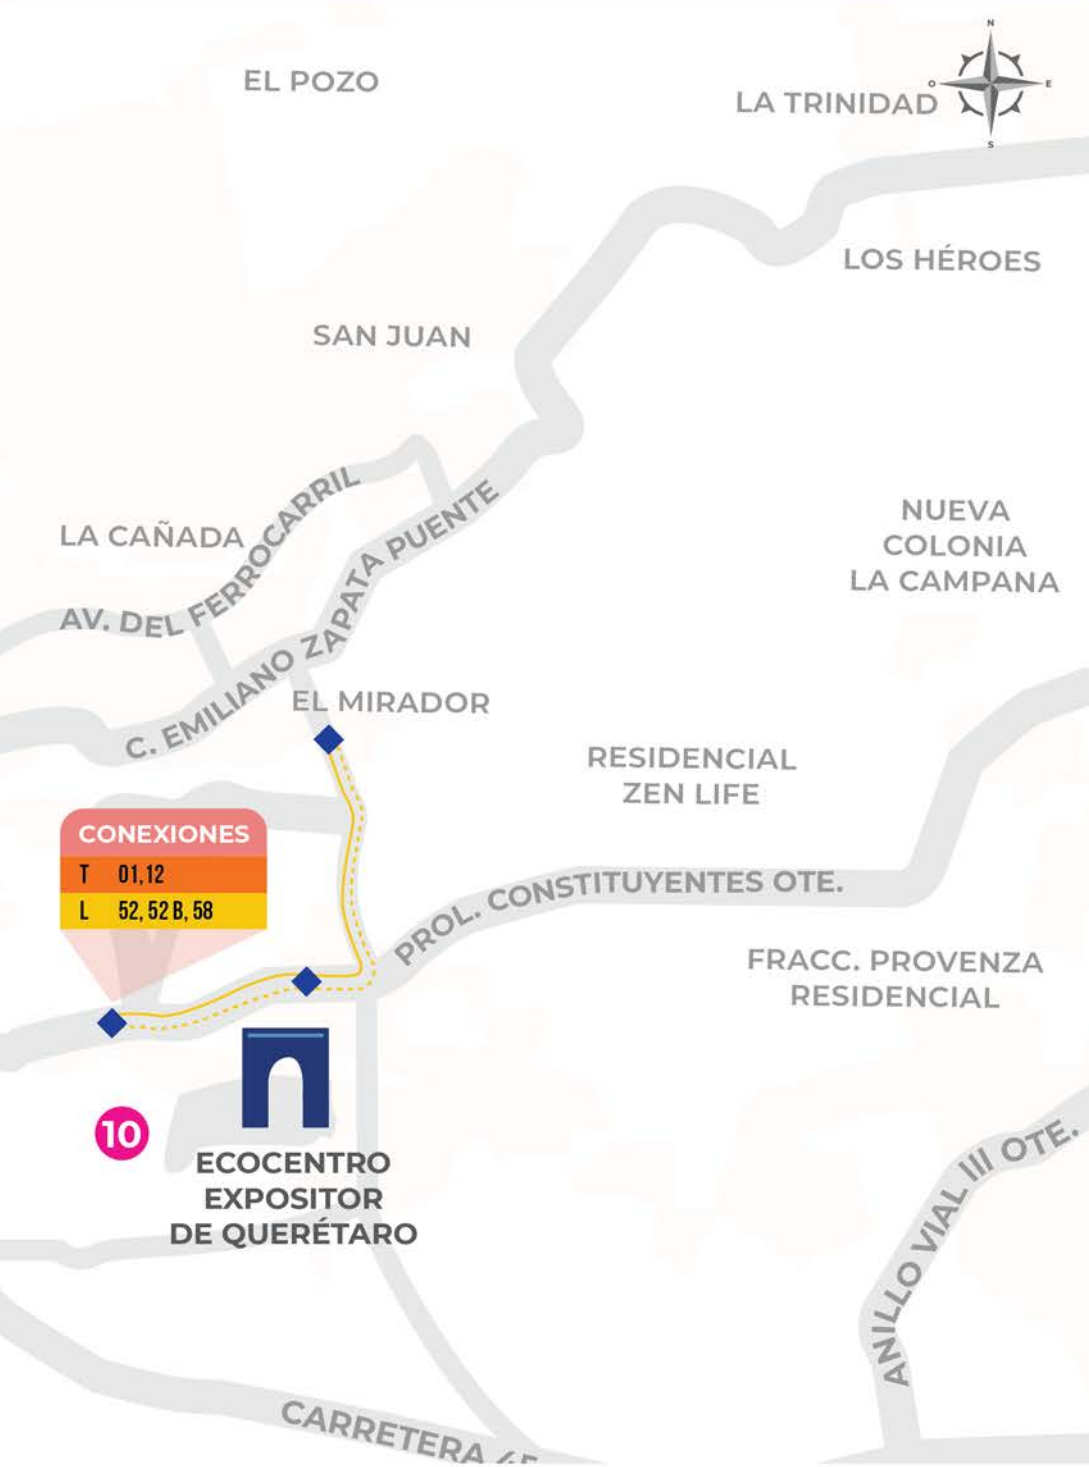 N
EL POZO
O
E
LA TRINIDAD
S
LOS HÉROES
SAN JUAN
AV. DEL FERROCARRIL
C. EMILIANO ZAPATA PUENTE
LA CAÑADA
NUEVA
COLONIA
LA CAMPANA
EL MIRADOR
RESIDENCIAL
ZEN LIFE
CONEXIONES
T 01,12
L 52, 52 B, 58
PROL. CONSTITUYENTES OTE.
FRACC. PROVENZA
RESIDENCIAL
10
ECOCENTRO
EXPOSITOR
DE QUERÉTARO
ANILLO VIAL III OTE.
CARRETERA